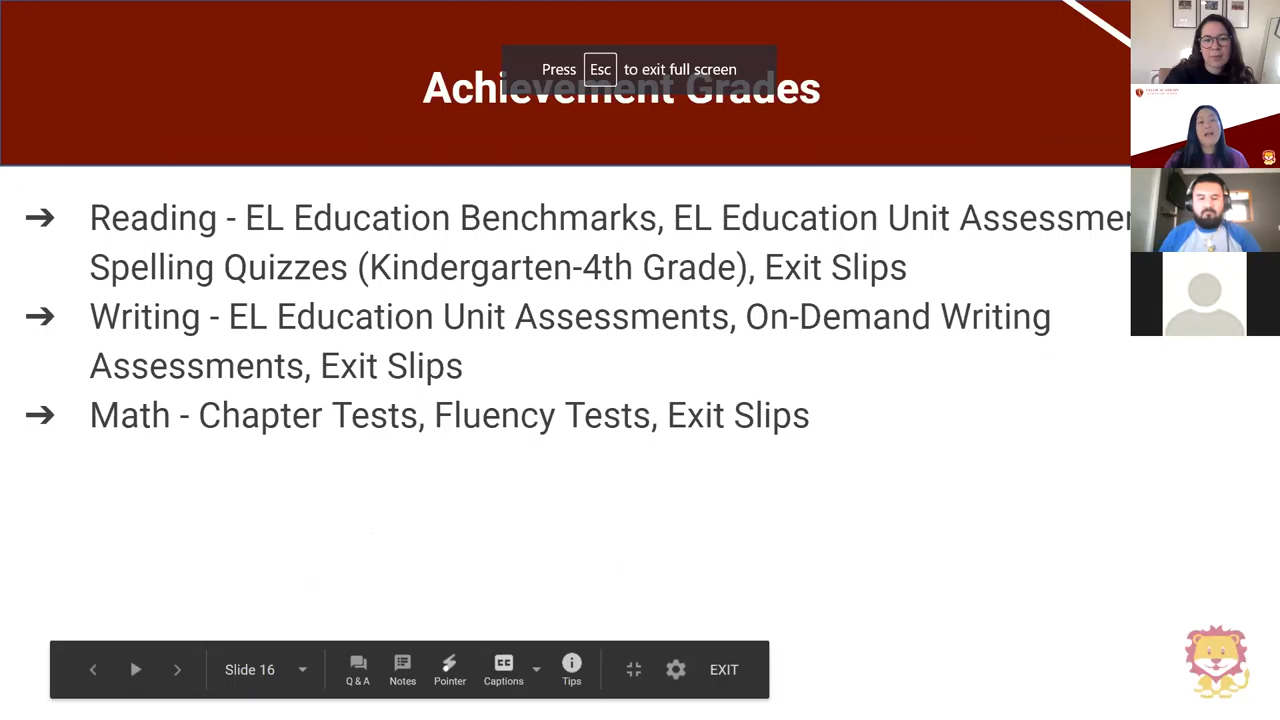 Achievement Grades
Press Esc to exit full screen
➔ Reading - EL Education Benchmarks, EL Education Unit Assessmen
Spelling Quizzes (Kindergarten-4th Grade), Exit Slips
➔ Writing - EL Education Unit Assessments, On-Demand Writing
Assessments, Exit Slips
➔ Math - Chapter Tests, Fluency Tests, Exit Slips
Slide 16
Q & A
Notes
Pointer
CC
Captions
Tips
EXIT